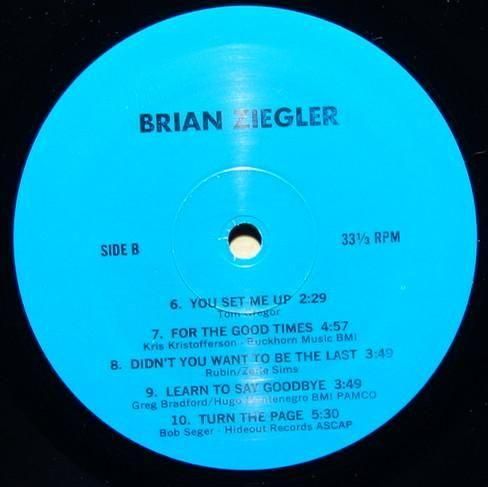 BRIAN ZIEGLER
SIDE B
33⅓ RPM
6. YOU SET ME UP 2:29
Tom Gregor
7. FOR THE GOOD TIMES 4:57
Kris Kristofferson - Buckhorn Music BMI
8. DIDN'T YOU WANT TO BE THE LAST 3:49
Rubin/Zelle Sims
9. LEARN TO SAY GOODBYE 3:49
Greg Bradford/Hugo Montenegro BMI PAMCO
10. TURN THE PAGE 5:30
Bob Seger - Hideout Records ASCAP